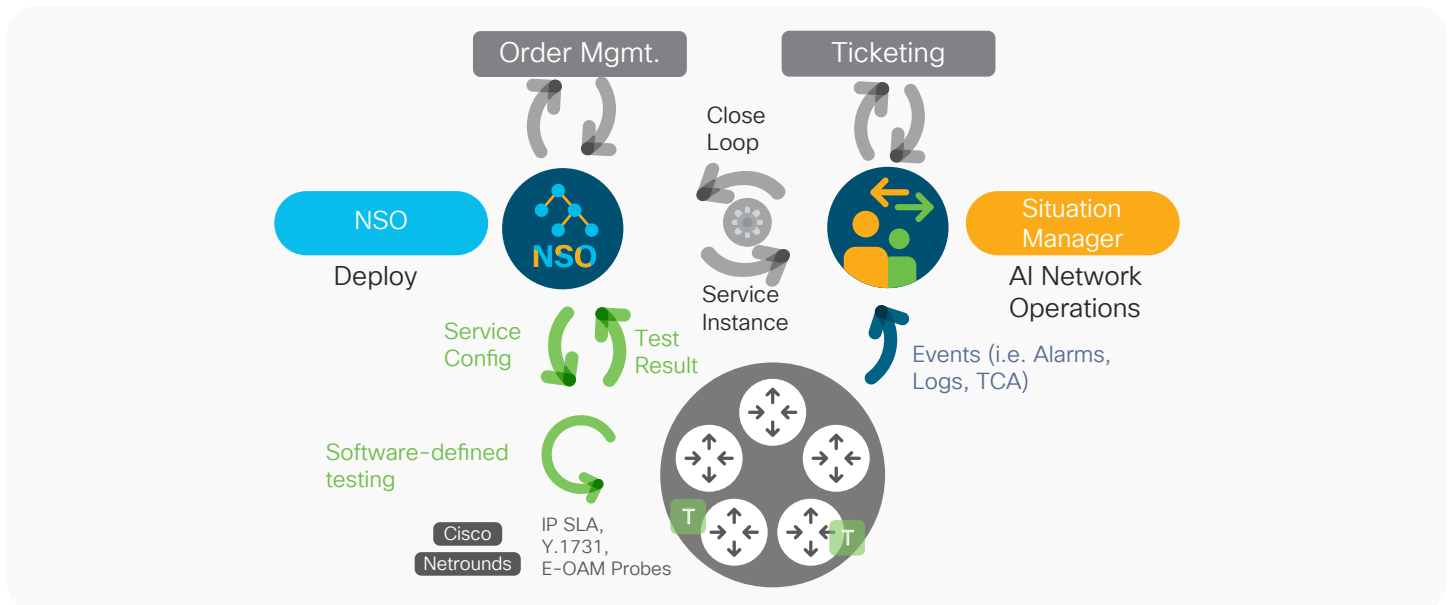 Order Mgmt.
Ticketing
Close
Loop
NSO
Deploy
NSO
Situation
Manager
AI Network
Operations
Service
Instance
Service
Config
Test
Result
Events (i.e. Alarms,
Logs, TCA)
Software-defined
testing
Cisco
Netrounds
IP SLA,
Y.1731,
E-OAM Probes
T
T